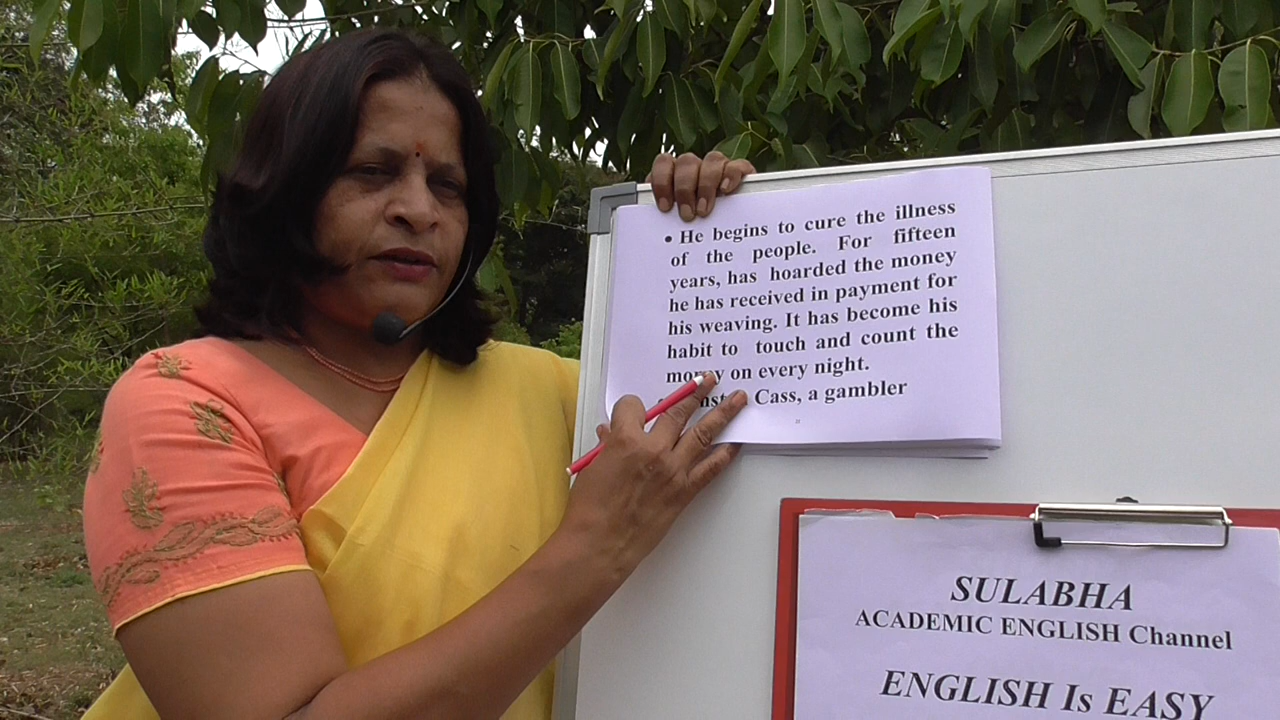 • He begins to cure the illness
of the people. For fifteen
years, has hoarded the money
he has received in payment for
his weaving. It has become his
habit to touch and count the
money on every night.
Cass, a gambler
SULABHA
ACADEMIC ENGLISH Channel
ENGLISH Is EASY